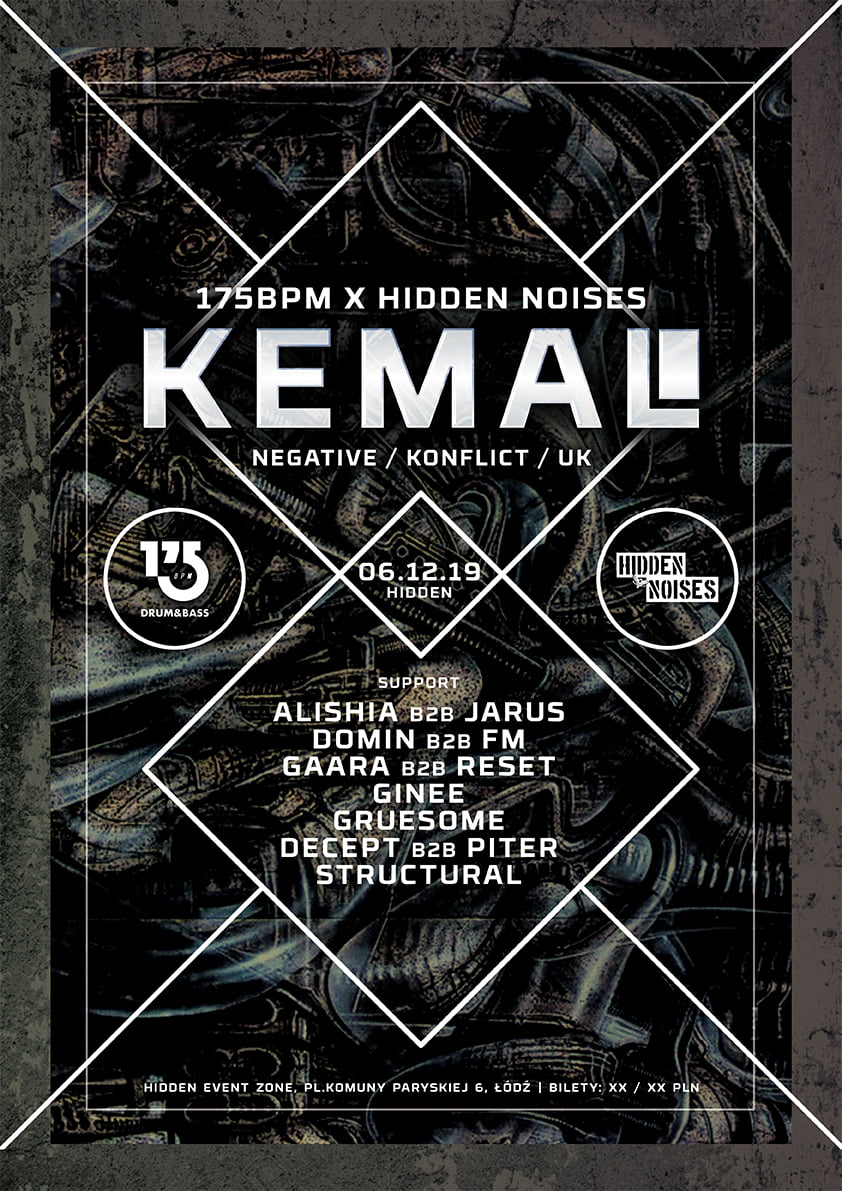 175BPM X HIDDEN NOISES
KEMAL
NEGATIVE / KONFLICT / UK
175
BPM
DRUM&BASS
06.12.19
HIDDEN
HIDDEN
NOISES
SUPPORT
ALISHIA B2B JARUS
DOMIN B2B FM
GAARA B2B RESET
GINEE
GRUESOME
DECEPT B2B PITER
STRUCTURAL
HIDDEN EVENT ZONE, PL.KOMUNY PARYSKIEJ 6, ŁÓDŹ | BILETY: XX / XX PLN